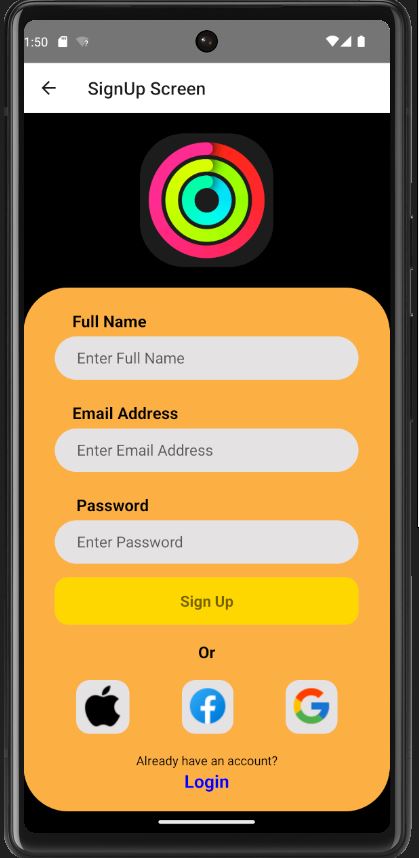 1:50
SignUp Screen
Full Name
Enter Full Name
Email Address
Enter Email Address
Password
Enter Password
Sign Up
Or
Already have an account?
Login